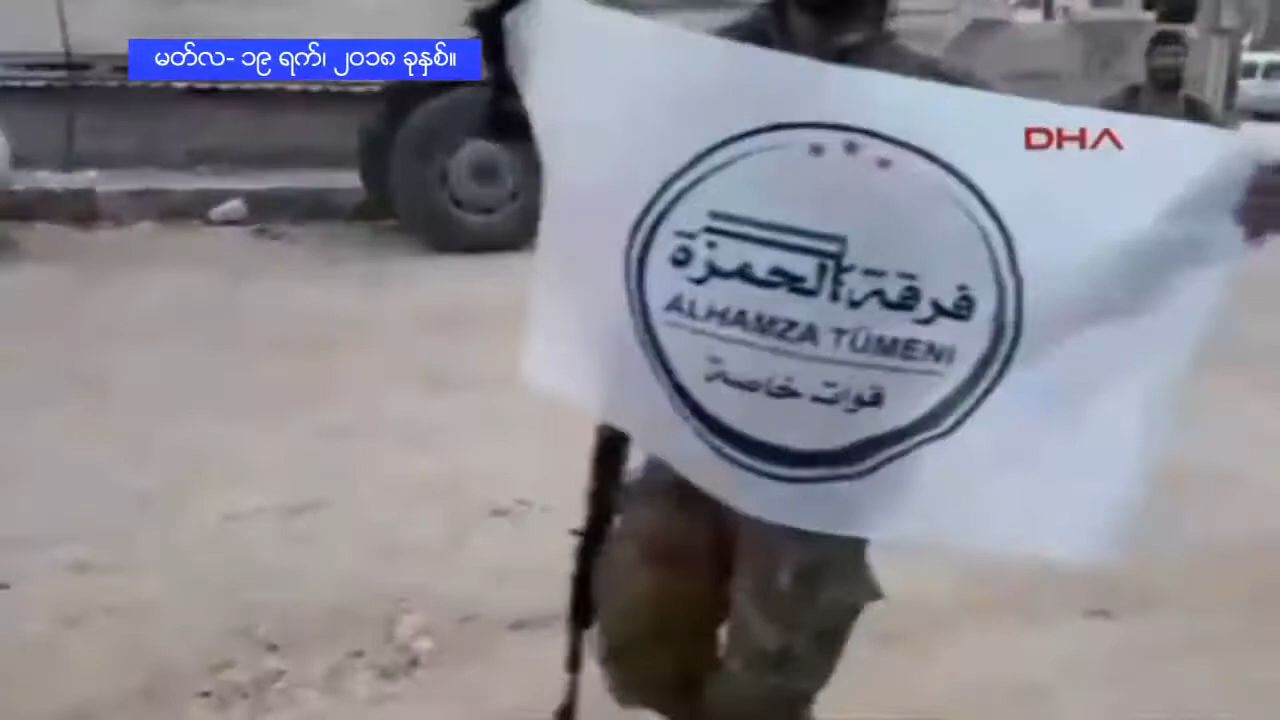 မတ်လ- ၁၉ ရက်၊ ၂၀၁၈ ခုနှစ်။
DHA
فرقة الحمزة
ALHAMZA TÜMENİ
قوات خاصة